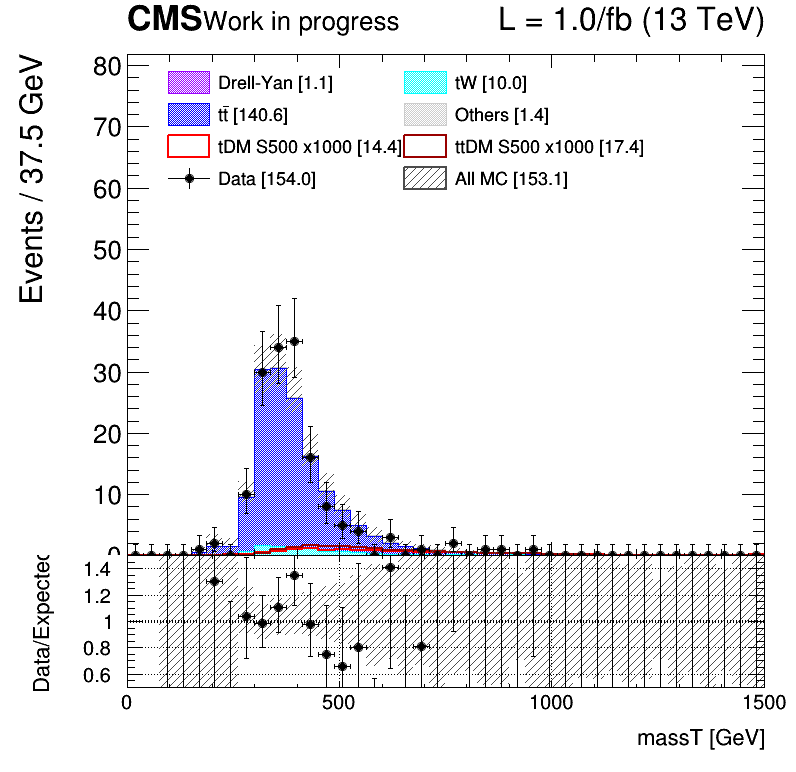 CMS Work in progress L = 1.0/fb (13 TeV)
Events / 37.5 GeV
80
70
60
50
40
30
20
10
0
Drell-Yan [1.1] tW [10.0]
tt̄ [140.6] Others [1.4]
tDM S500 x1000 [14.4] ttDM S500 x1000 [17.4]
Data [154.0] All MC [153.1]
Data/Expected
1.4
1.2
1
0.8
0.6
0 500 1000 1500
massT [GeV]